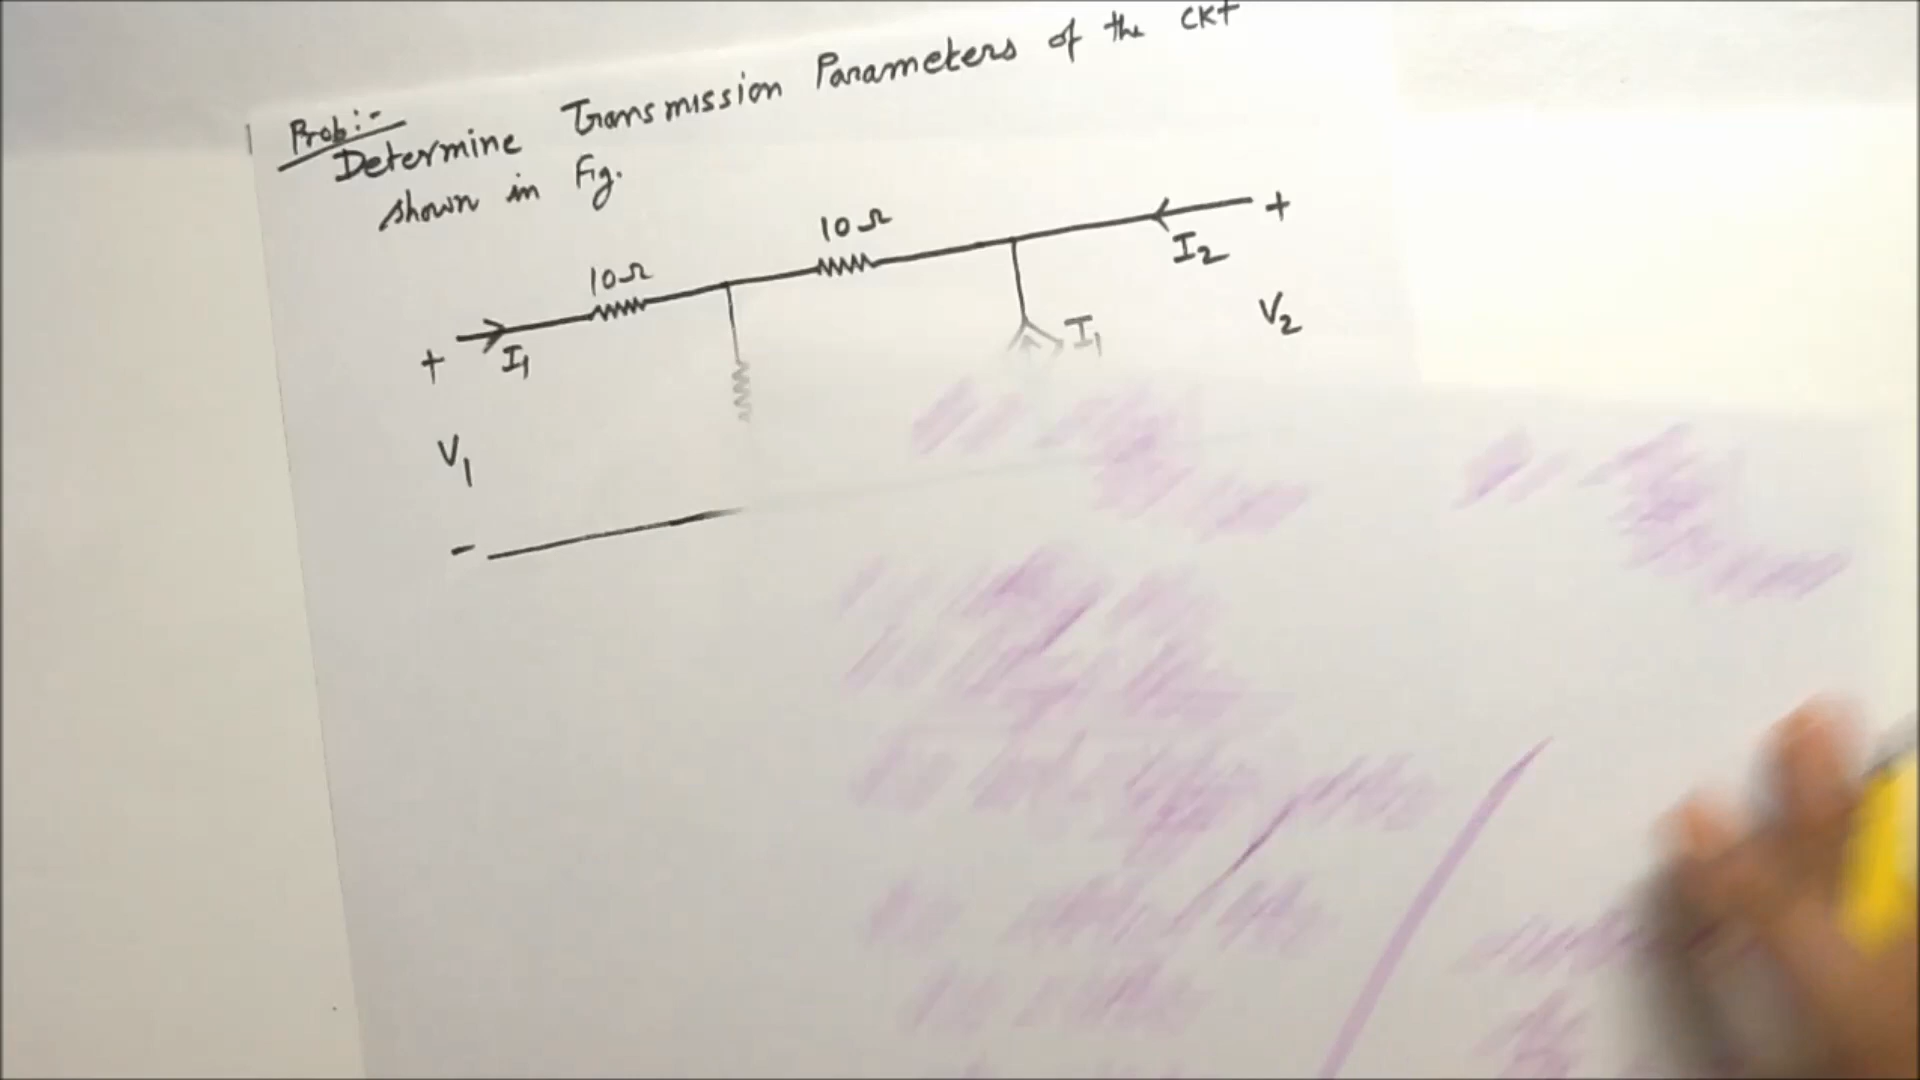 Prob:-
Determine Transmission Parameters of the ckt
shown in Fig.
10Ω
10Ω
+
I2
I1
V2
+
I1
V1
-